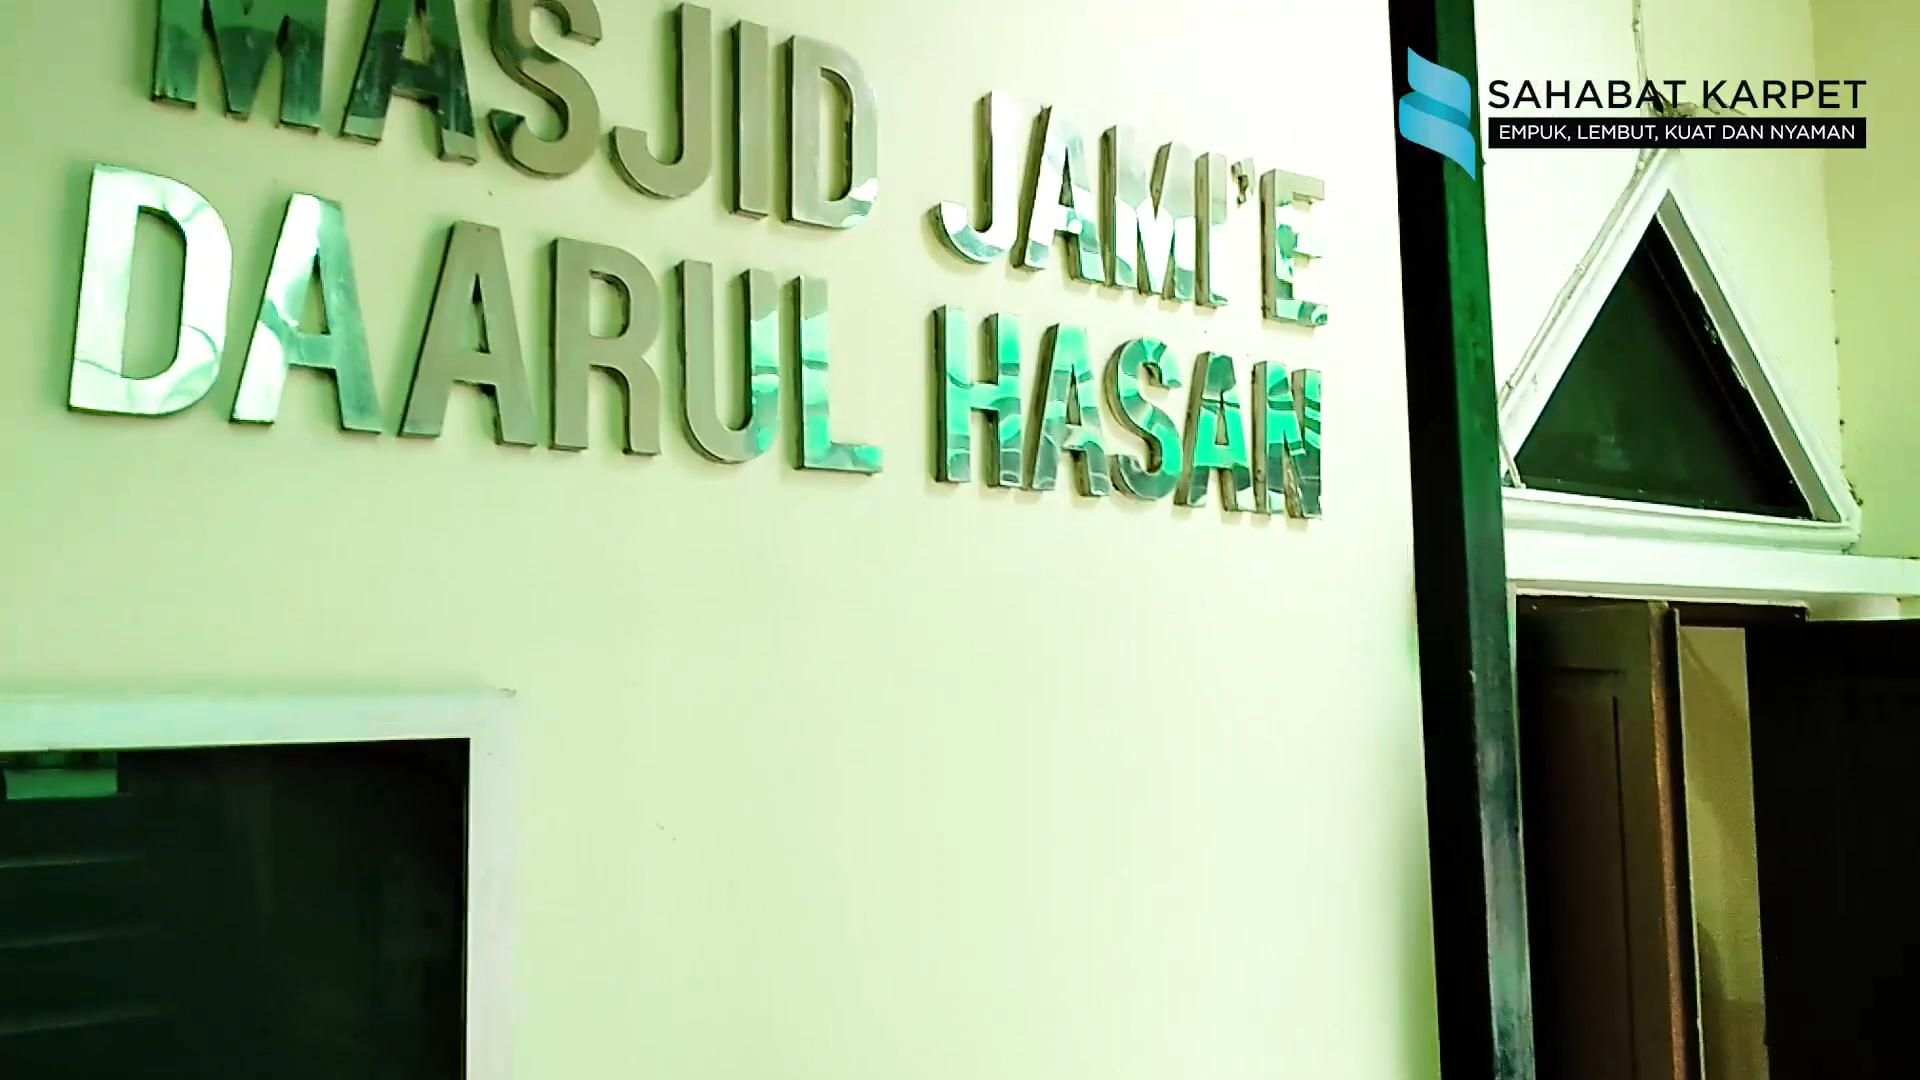 MASJID JAMI'E
DAARUL HASAN
SAHABAT KARPET
EMPUK, LEMBUT, KUAT DAN NYAMAN